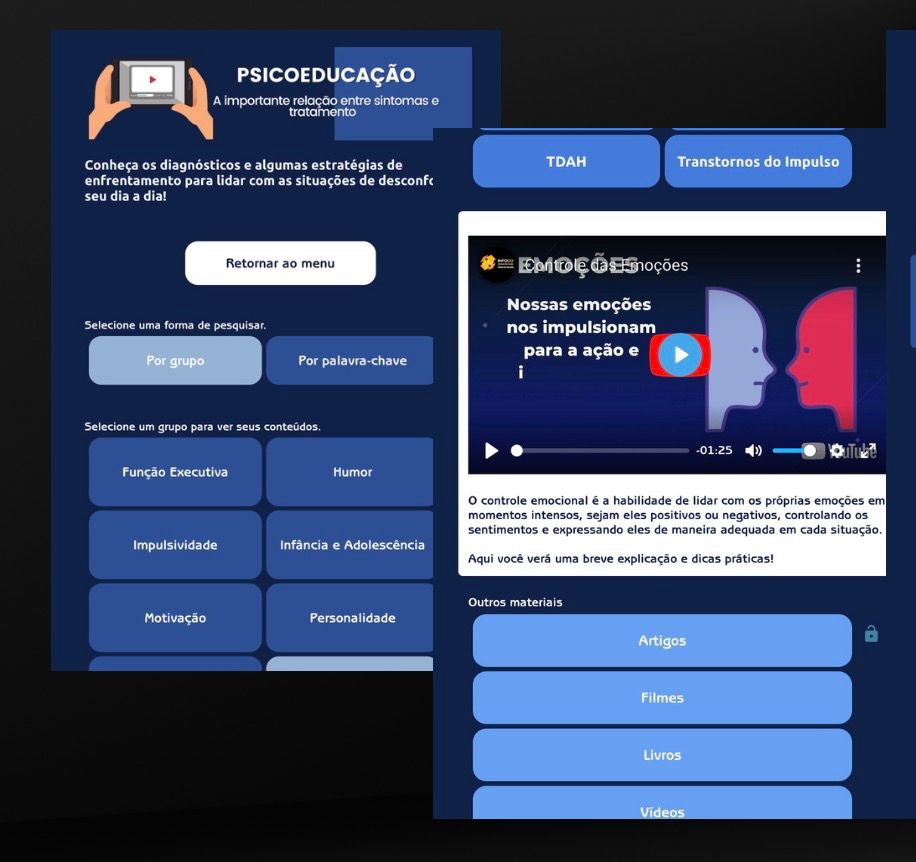 PSICOEDUCAÇÃO
A importante relação entre sintomas e
tratamento
Conheça os diagnósticos e algumas estratégias de
enfrentamento para lidar com as situações de desconfo
seu dia a dia!
Retornar ao menu
Selecione uma forma de pesquisar.
Por grupo
Por palavra-chave
Selecione um grupo para ver seus conteúdos.
Função Executiva
Humor
Impulsividade
Infância e Adolescência
Motivação
Personalidade
TDAH
Transtornos do Impulso
EMOÇÕES
Controle das Emoções
Nossas emoções
nos impulsionam
para a ação e
i
-01:25
YouTube
O controle emocional é a habilidade de lidar com os próprias emoções em
momentos intensos, sejam eles positivos ou negativos, controlando os
sentimentos e expressando eles de maneira adequada em cada situação.
Aqui você verá uma breve explicação e dicas práticas!
Outros materiais
Artigos
Filmes
Livros
Vídeos